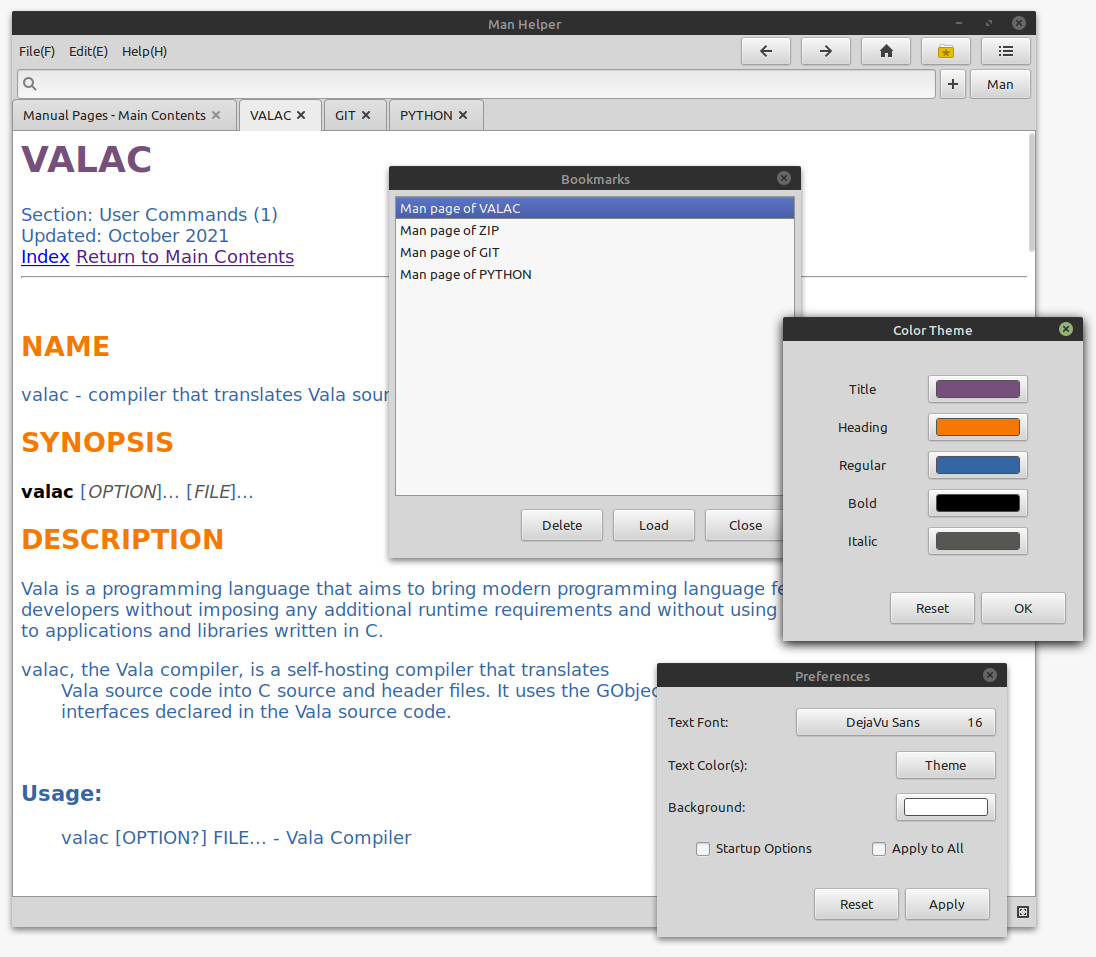 Man Helper
File(F) Edit(E) Help(H)
+ Man
Manual Pages - Main Contents VALAC GIT PYTHON
VALAC
Section: User Commands (1)
Updated: October 2021
Index Return to Main Contents
NAME
valac - compiler that translates Vala sour
SYNOPSIS
valac [OPTION]... [FILE]...
DESCRIPTION
Vala is a programming language that aims to bring modern programming language fe
developers without imposing any additional runtime requirements and without using
to applications and libraries written in C.
valac, the Vala compiler, is a self-hosting compiler that translates
Vala source code into C source and header files. It uses the GObjec
interfaces declared in the Vala source code.
Usage:
valac [OPTION?] FILE... - Vala Compiler
Bookmarks
Man page of VALAC
Man page of ZIP
Man page of GIT
Man page of PYTHON
Delete Load Close
Color Theme
Title
Heading
Regular
Bold
Italic
Reset OK
Preferences
Text Font: DejaVu Sans 16
Text Color(s): Theme
Background:
Startup Options Apply to All
Reset Apply